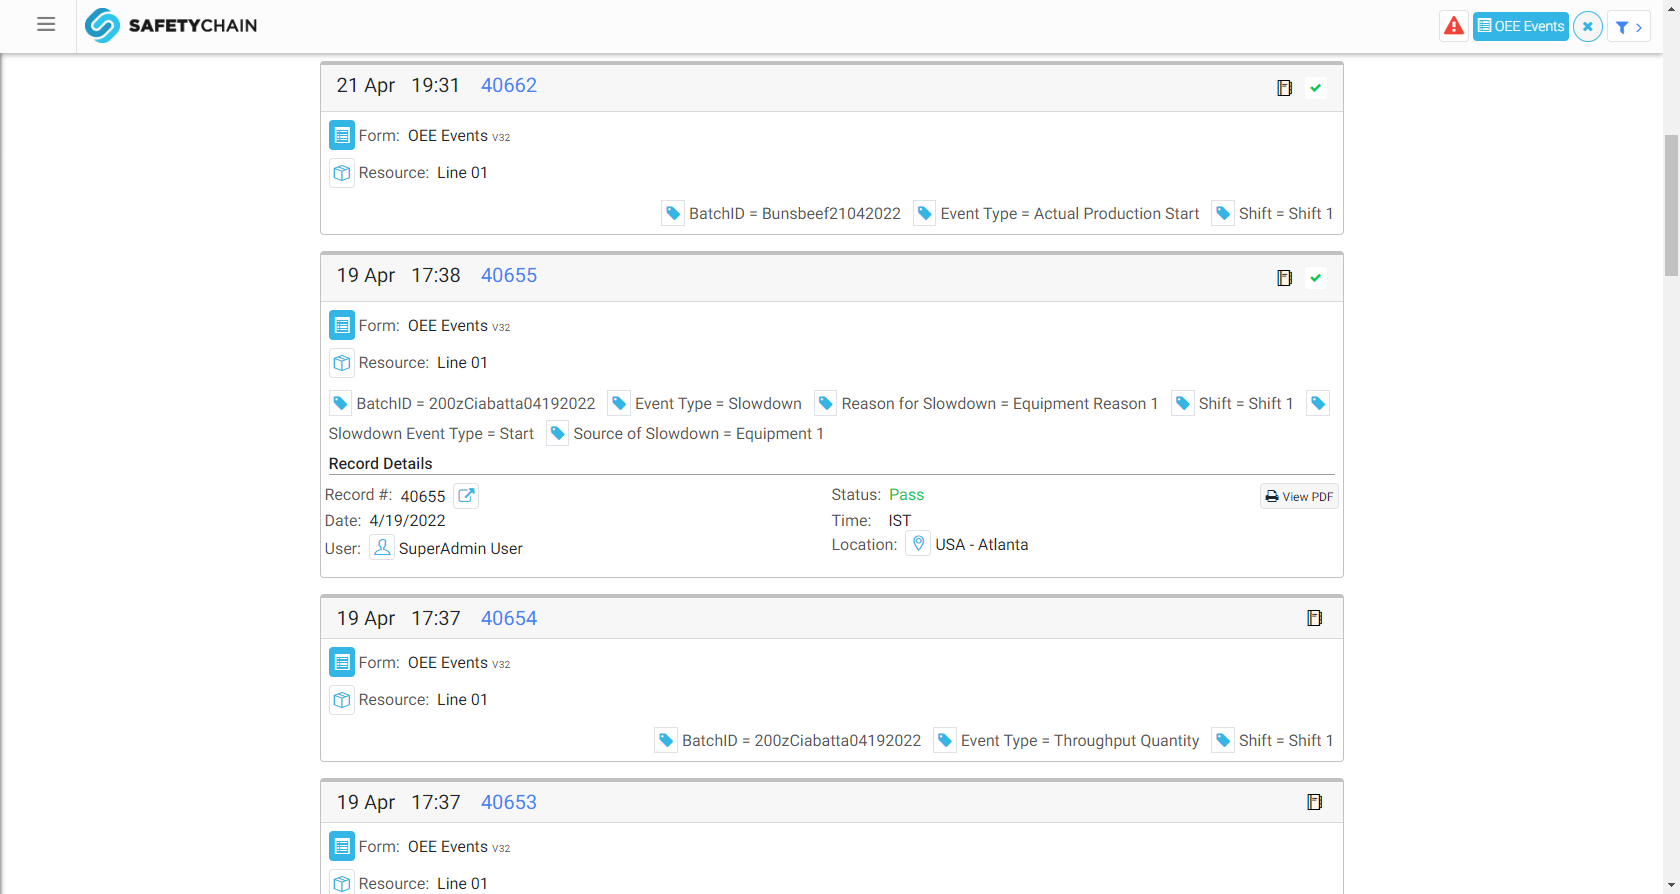 SAFETYCHAIN
OEE Events
21 Apr 19:31 40662
Form: OEE Events V32
Resource: Line 01
BatchID = Bunsbeef21042022 Event Type = Actual Production Start Shift = Shift 1
19 Apr 17:38 40655
Form: OEE Events V32
Resource: Line 01
BatchID = 200zCiabatta04192022 Event Type = Slowdown Reason for Slowdown = Equipment Reason 1 Shift = Shift 1
Slowdown Event Type = Start Source of Slowdown = Equipment 1
Record Details
Record #: 40655 Status: Pass View PDF
Date: 4/19/2022 Time: IST
User: SuperAdmin User Location: USA - Atlanta
19 Apr 17:37 40654
Form: OEE Events V32
Resource: Line 01
BatchID = 200zCiabatta04192022 Event Type = Throughput Quantity Shift = Shift 1
19 Apr 17:37 40653
Form: OEE Events V32
Resource: Line 01